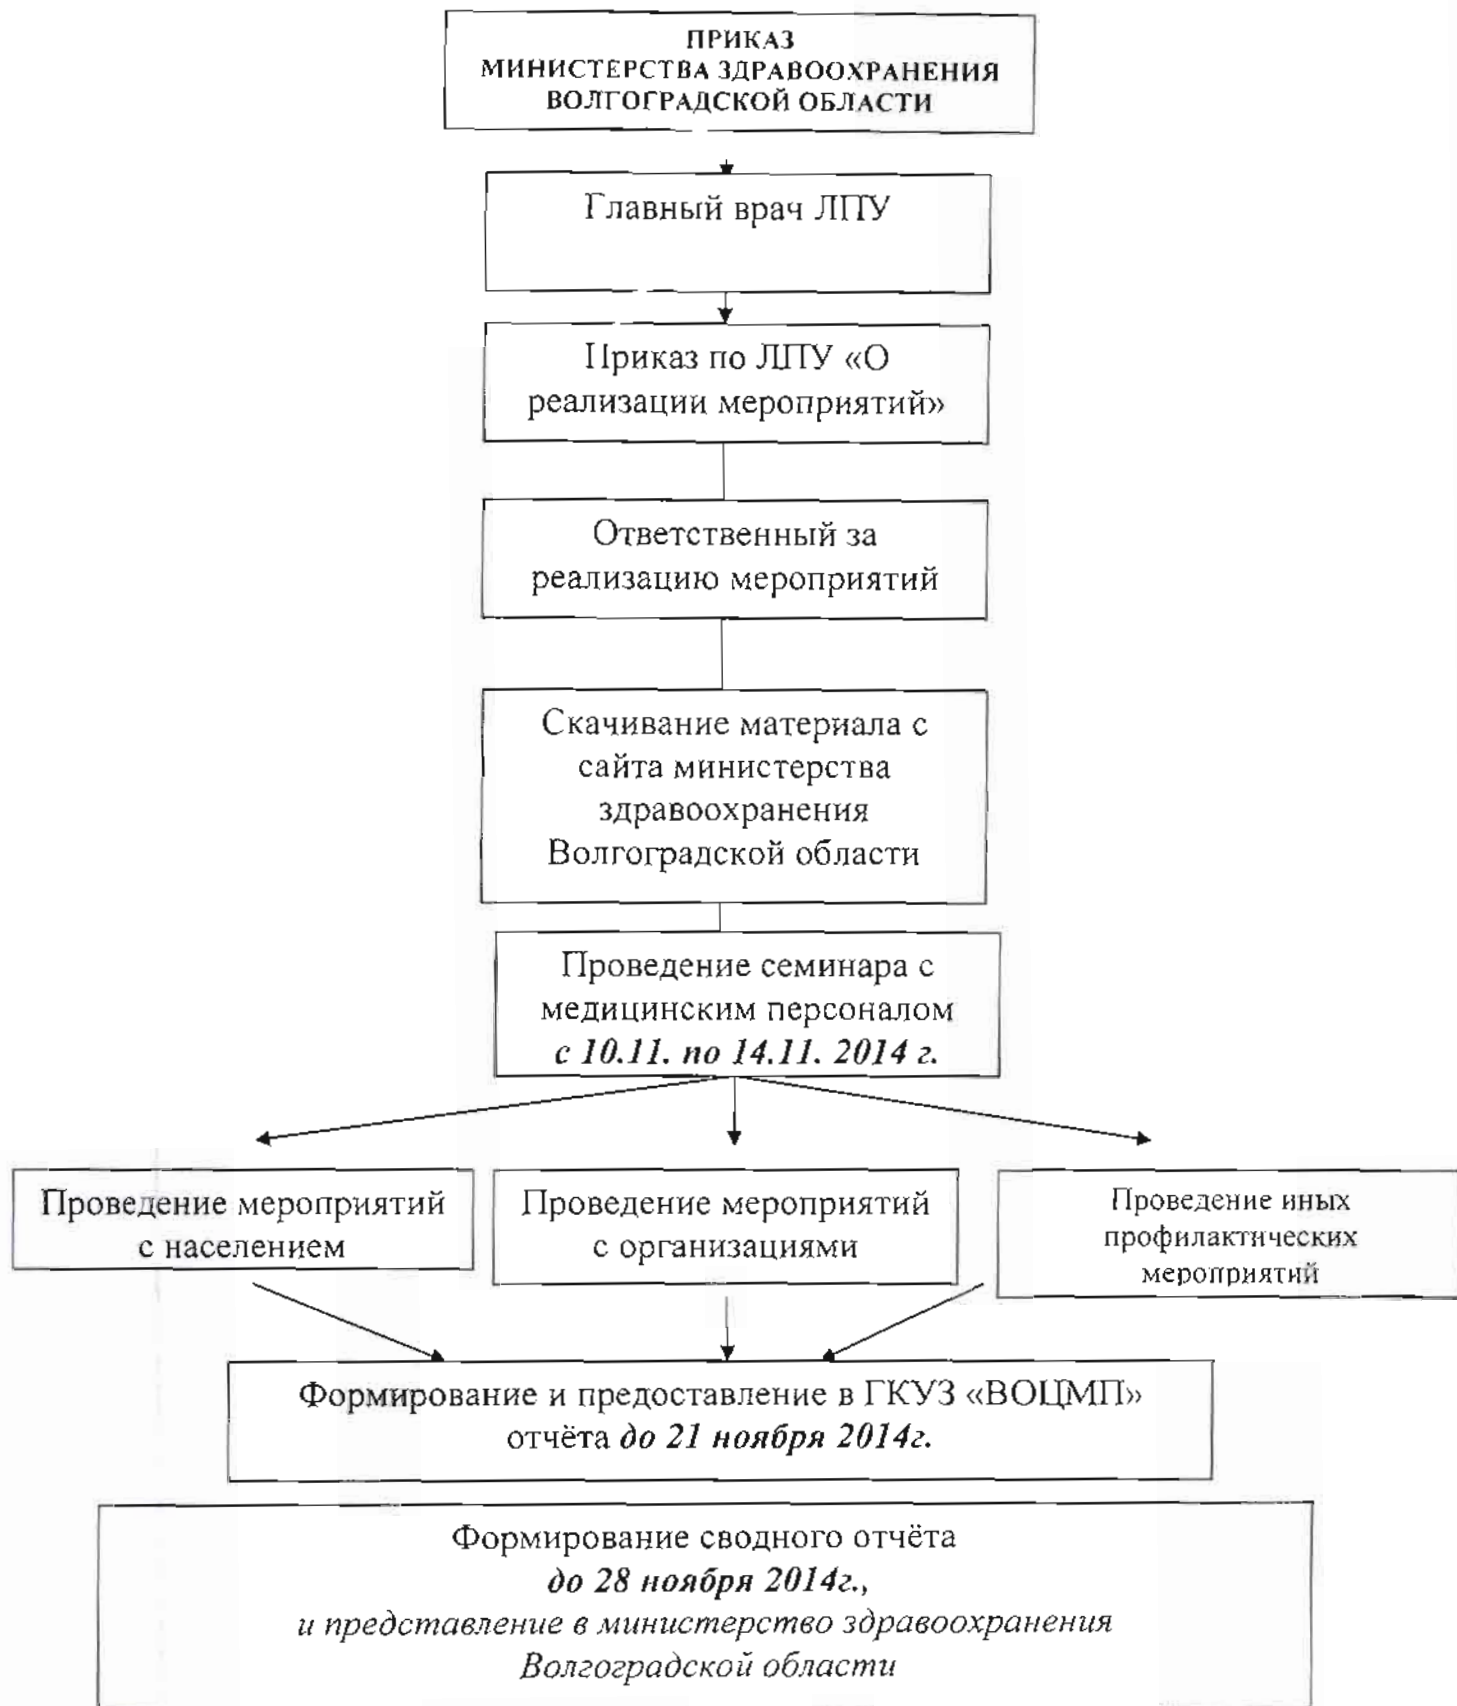 ПРИКАЗ
МИНИСТЕРСТВА ЗДРАВООХРАНЕНИЯ
ВОЛГОГРАДСКОЙ ОБЛАСТИ
Главный врач ЛПУ
Приказ по ЛПУ «О
реализации мероприятий»
Ответственный за
реализацию мероприятий
Скачивание материала с
сайта министерства
здравоохранения
Волгоградской области
Проведение семинара с
медицинским персоналом
с 10.11. по 14.11. 2014 г.
Проведение мероприятий
с населением
Проведение мероприятий
с организациями
Проведение иных
профилактических
мероприятий
Формирование и предоставление в ГКУЗ «ВОЦМП»
отчёта до 21 ноября 2014г.
Формирование сводного отчёта
до 28 ноября 2014г.,
и представление в министерство здравоохранения
Волгоградской области